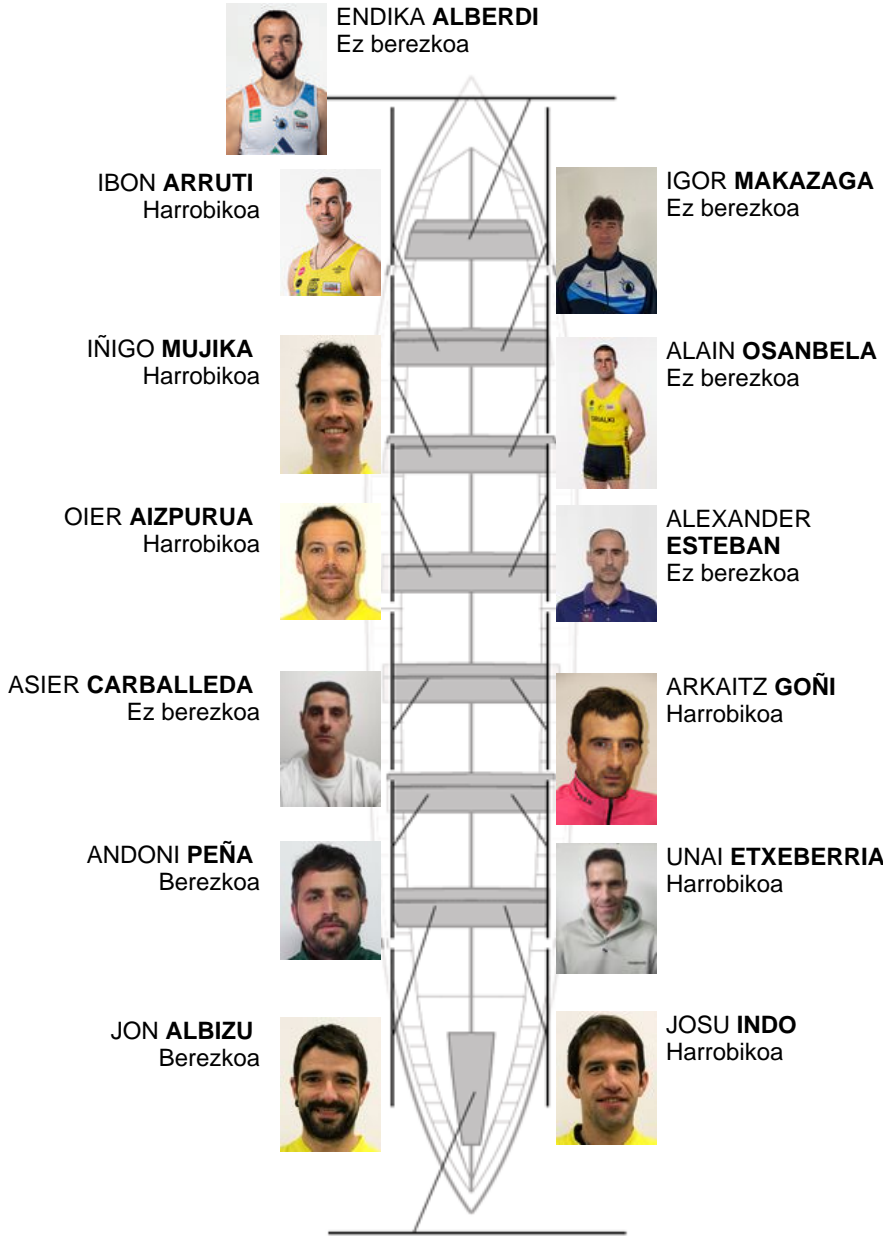 ENDIKA ALBERDI
Ez berezkoa
IBON ARRUTI
Harrobikoa
IGOR MAKAZAGA
Ez berezkoa
IÑIGO MUJIKA
Harrobikoa
ALAIN OSANBELA
Ez berezkoa
OIER AIZPURUA
Harrobikoa
ALEXANDER
ESTEBAN
Ez berezkoa
ASIER CARBALLEDA
Ez berezkoa
ARKAITZ GOÑI
Harrobikoa
ANDONI PEÑA
Berezkoa
UNAI ETXEBERRIA
Harrobikoa
JON ALBIZU
Berezkoa
JOSU INDO
Harrobikoa